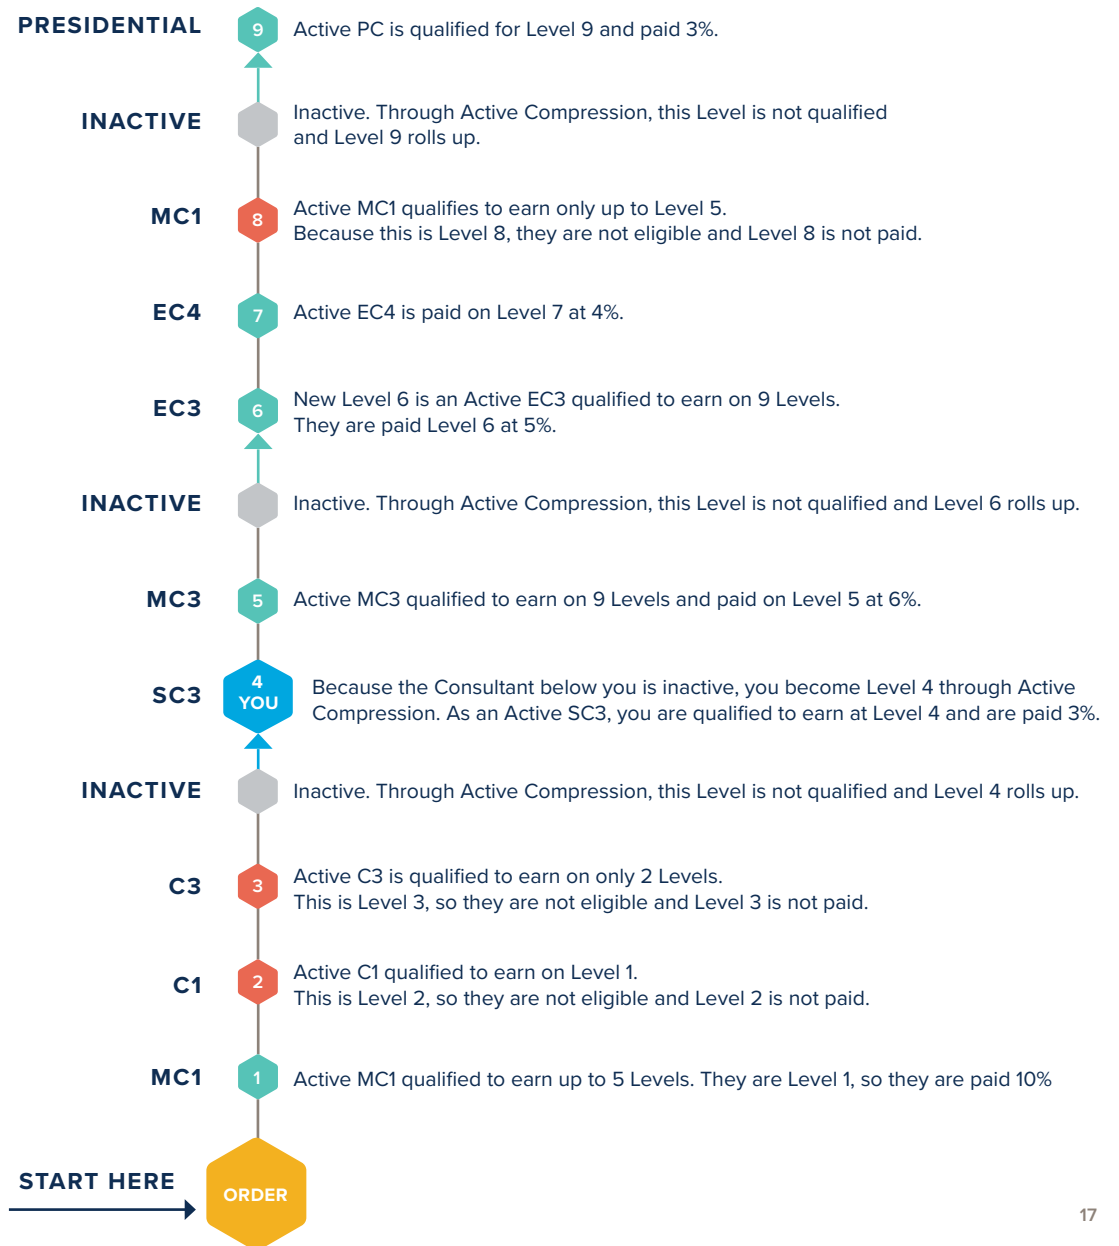 PRESIDENTIAL
9
Active PC is qualified for Level 9 and paid 3%.
INACTIVE
Inactive. Through Active Compression, this Level is not qualified
and Level 9 rolls up.
MC1
8
Active MC1 qualifies to earn only up to Level 5.
Because this is Level 8, they are not eligible and Level 8 is not paid.
EC4
7
Active EC4 is paid on Level 7 at 4%.
EC3
6
New Level 6 is an Active EC3 qualified to earn on 9 Levels.
They are paid Level 6 at 5%.
INACTIVE
Inactive. Through Active Compression, this Level is not qualified and Level 6 rolls up.
MC3
5
Active MC3 qualified to earn on 9 Levels and paid on Level 5 at 6%.
SC3
4
YOU
Because the Consultant below you is inactive, you become Level 4 through Active
Compression. As an Active SC3, you are qualified to earn at Level 4 and are paid 3%.
INACTIVE
Inactive. Through Active Compression, this Level is not qualified and Level 4 rolls up.
C3
3
Active C3 is qualified to earn on only 2 Levels.
This is Level 3, so they are not eligible and Level 3 is not paid.
C1
2
Active C1 qualified to earn on Level 1.
This is Level 2, so they are not eligible and Level 2 is not paid.
MC1
1
Active MC1 qualified to earn up to 5 Levels. They are Level 1, so they are paid 10%
START HERE
ORDER
17